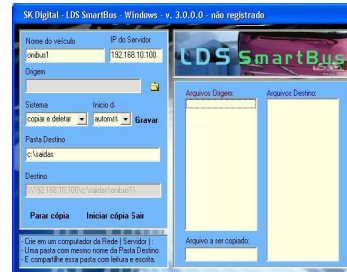 SK Digital - LDS SmartBus - Windows - v. 3.0.0.0 - não registrado
Nome do veículo
IP do Servidor
onibus1
192.168.10.100
Origem
Sistema
Inicio d
copiar e deletar
automat
Gravar
Pasta Destino
c:\saidas
Destino
\\192.168.10.100\c:\saidas\onibus1\
Parar cópia
Iniciar cópia
Sair
- Crie em um computador da Rede [ Servidor ] :
- Uma pasta com mesmo nome da Pasta Destino
- E compartilhe essa pasta com leitura e escrita.
LDS SmartBus
Arquivos Origem:
Arquivos Destino:
Arquivo a ser copiado: